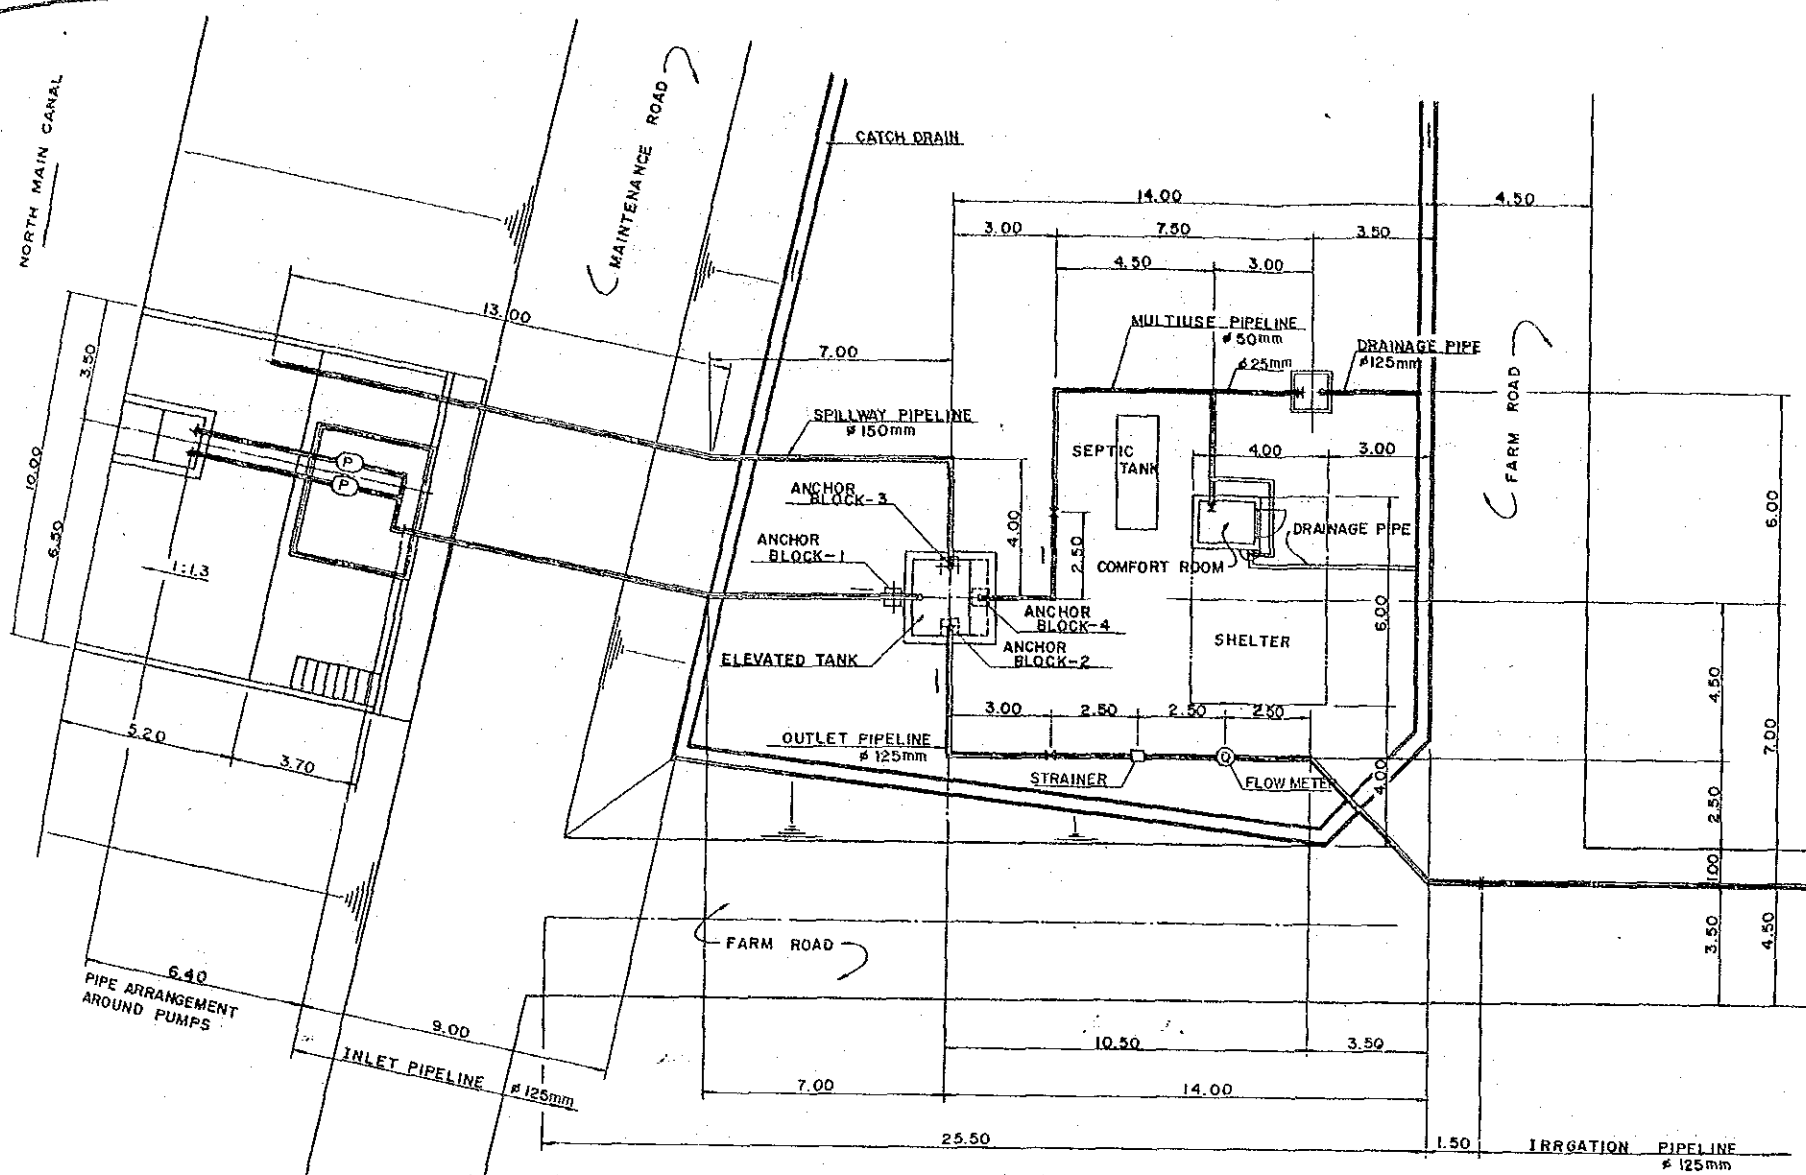 NORTH MAIN CANAL
MAINTENANCE ROAD
CATCH DRAIN
14.00
4.50
3.00
7.50
3.50
4.50
3.00
13.00
7.00
MULTIUSE PIPELINE
ø50mm
ø25mm
DRAINAGE PIPE
ø125mm
FARM ROAD
3.50
10.00
6.50
SPILLWAY PIPELINE
ø150mm
SEPTIC
TANK
4.00
3.00
P
P
ANCHOR
BLOCK-3
4.00
2.50
DRAINAGE PIPE
6.00
ANCHOR
BLOCK-1
COMFORT ROOM
1:1.3
ANCHOR
BLOCK-4
6.00
SHELTER
ELEVATED TANK
ANCHOR
BLOCK-2
4.50
7.00
3.00
2.50
2.50
2.50
5.20
3.70
OUTLET PIPELINE
ø125mm
STRAINER
FLOW METER
4.00
2.50
1.00
3.50
4.50
FARM ROAD
6.40
PIPE ARRANGEMENT
AROUND PUMPS
9.00
INLET PIPELINE ø125mm
10.50
3.50
7.00
14.00
25.50
1.50
IRRGATION PIPELINE
ø125mm